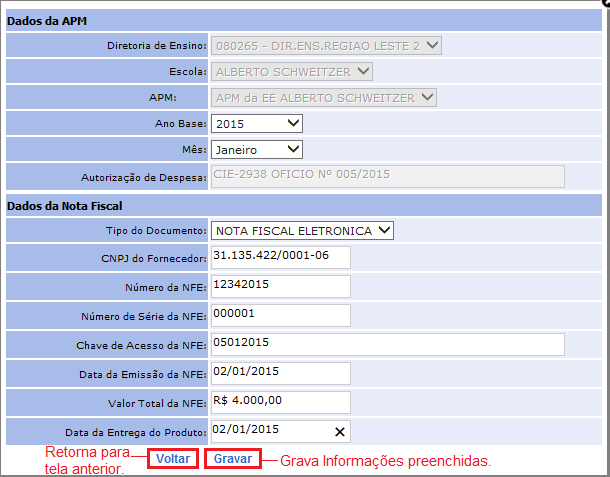 Dados da APM
Diretoria de Ensino: 080265 - DIR.ENS.REGIAO LESTE 2
Escola: ALBERTO SCHWEITZER
APM: APM da EE ALBERTO SCHWEITZER
Ano Base: 2015
Mês: Janeiro
Autorização de Despesa: CIE-2938 OFICIO Nº 005/2015
Dados da Nota Fiscal
Tipo do Documento: NOTA FISCAL ELETRONICA
CNPJ do Fornecedor: 31.135.422/0001-06
Número da NFE: 12342015
Número de Série da NFE: 000001
Chave de Acesso da NFE: 05012015
Data da Emissão da NFE: 02/01/2015
Valor Total da NFE: R$ 4.000,00
Data da Entrega do Produto: 02/01/2015
Retorna para
tela anterior.
Voltar
Gravar
Grava Informações preenchidas.